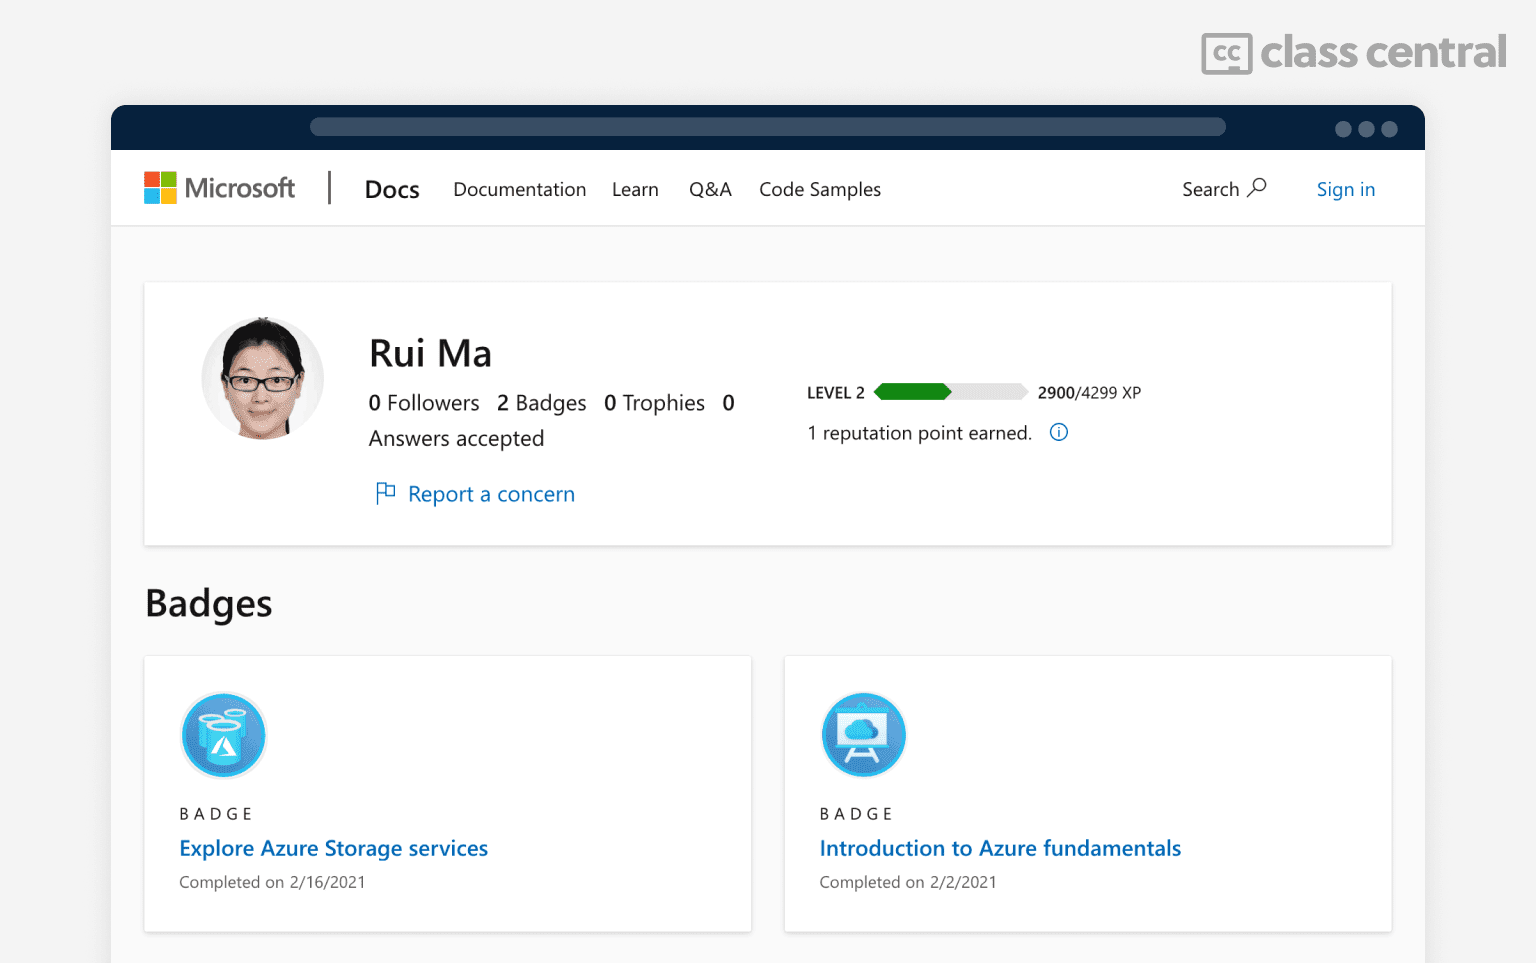 cc class central
Microsoft
Docs Documentation Learn Q&A Code Samples Search Sign in
Rui Ma
0 Followers 2 Badges 0 Trophies 0
Answers accepted
Report a concern
LEVEL 2 2900/4299 XP
1 reputation point earned.
Badges
BADGE
Explore Azure Storage services
Completed on 2/16/2021
BADGE
Introduction to Azure fundamentals
Completed on 2/2/2021